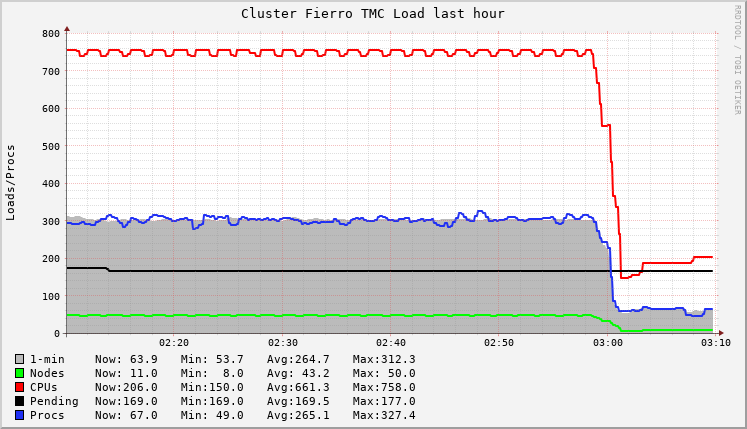 Cluster Fierro TMC Load last hour
RRDTOOL / TOBI OETIKER
Loads/Procs
800
700
600
500
400
300
200
100
0
02:20 02:30 02:40 02:50 03:00 03:10
1-min Now: 63.9 Min: 53.7 Avg:264.7 Max:312.3
Nodes Now: 11.0 Min: 8.0 Avg: 43.2 Max: 50.0
CPUs Now:206.0 Min:150.0 Avg:661.3 Max:758.0
Pending Now:169.0 Min:169.0 Avg:169.5 Max:177.0
Procs Now: 67.0 Min: 49.0 Avg:265.1 Max:327.4